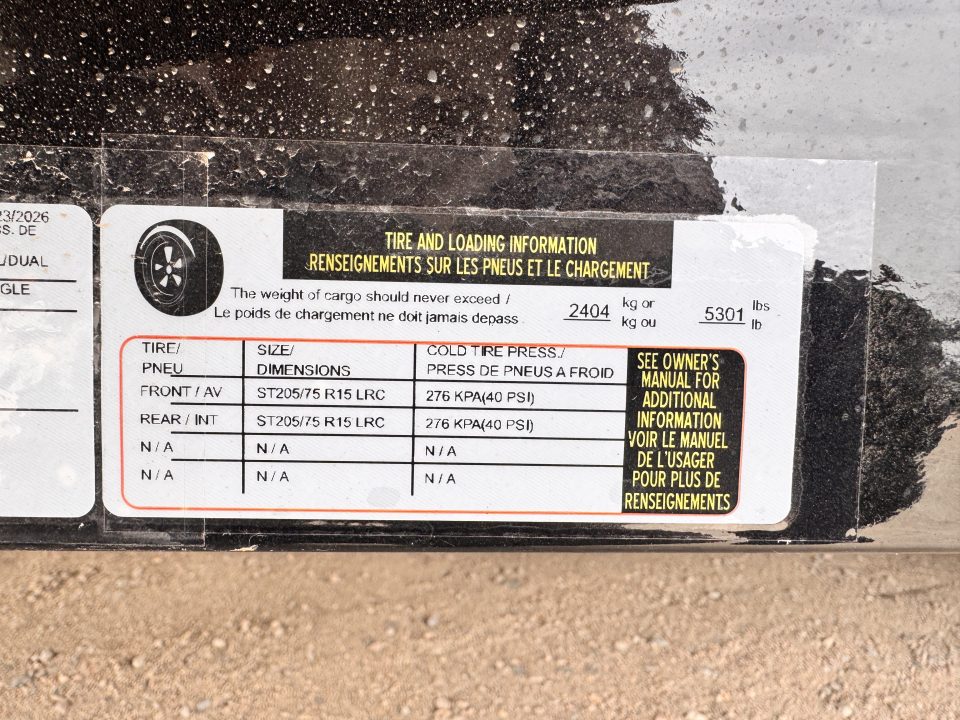 23/2026
SS. DE
/DUAL
GLE
TIRE AND LOADING INFORMATION
RENSEIGNEMENTS SUR LES PNEUS ET LE CHARGEMENT
The weight of cargo should never exceed / 2404 kg or 5301 lbs
Le poids de chargement ne doit jamais depass kg ou lb
TIRE/ SIZE/ COLD TIRE PRESS./
PNEU DIMENSIONS PRESS DE PNEUS A FROID
FRONT / AV ST205/75 R15 LRC 276 KPA(40 PSI)
REAR / INT ST205/75 R15 LRC 276 KPA(40 PSI)
N / A N / A N / A
N / A N / A N / A
SEE OWNER'S
MANUAL FOR
ADDITIONAL
INFORMATION
VOIR LE MANUEL
DE L'USAGER
POUR PLUS DE
RENSEIGNEMENTS